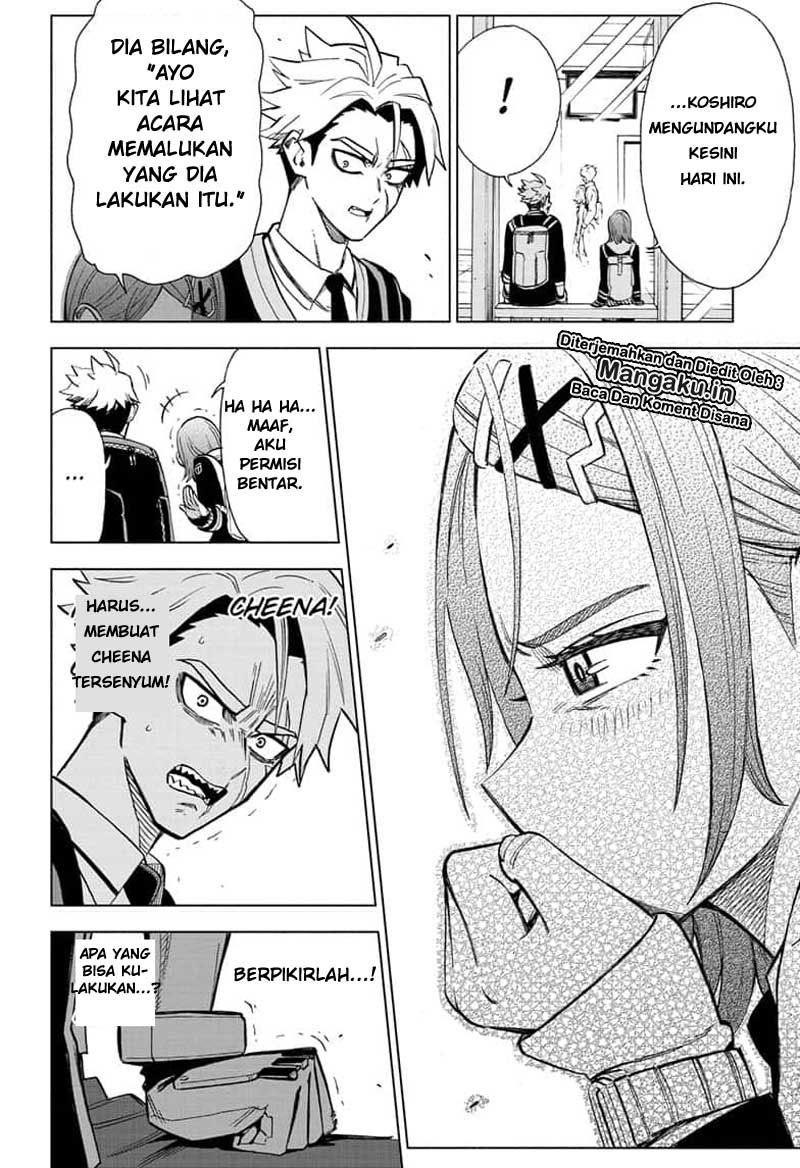 ...KOSHIRO
MENGUNDANGKU
KESINI
HARI INI.
!
DIA BILANG,
"AYO
KITA LIHAT
ACARA
MEMALUKAN
YANG DIA
LAKUKAN ITU."
Diterjemahkan dan Diedit Oleh:
Mangaku.in
Baca Dan Koment Disana
HA HA HA...
MAAF,
AKU
PERMISI
BENTAR.
...
CHEENA!
HARUS...
MEMBUAT
CHEENA
TERSENYUM!
BERPIKIRLAH...!
APA YANG
BISA KU-
LAKUKAN...?